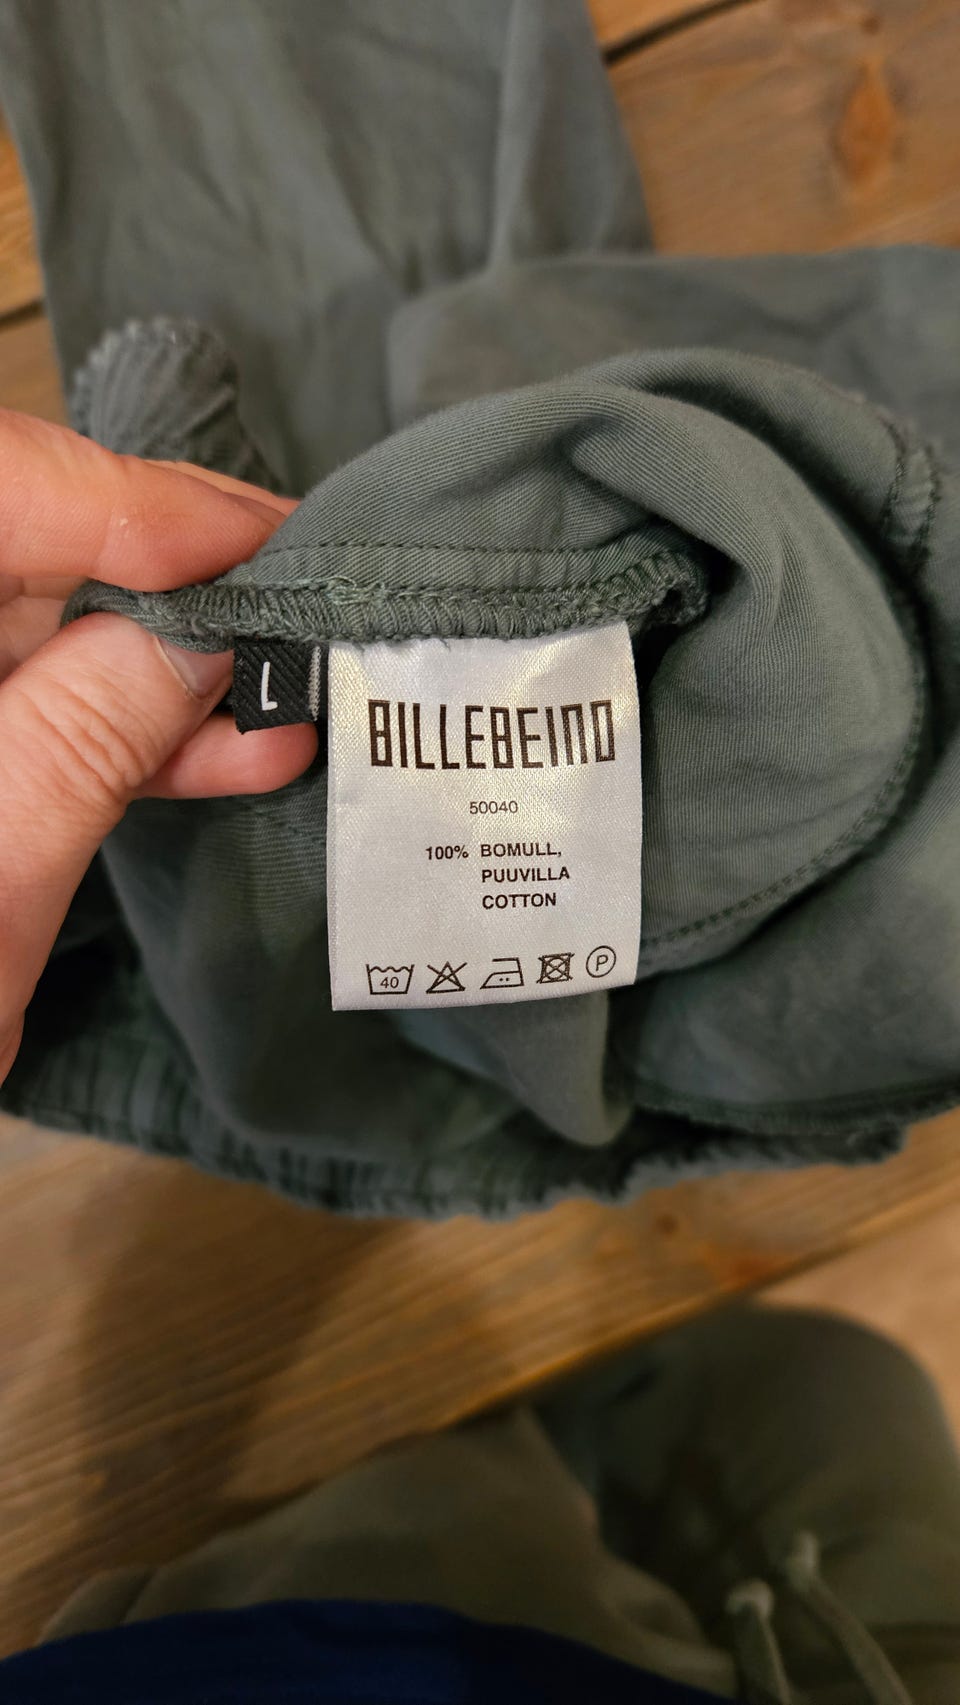 L
BILLEBEINO
50040
100% BOMULL,
PUUVILLA
COTTON
40
P